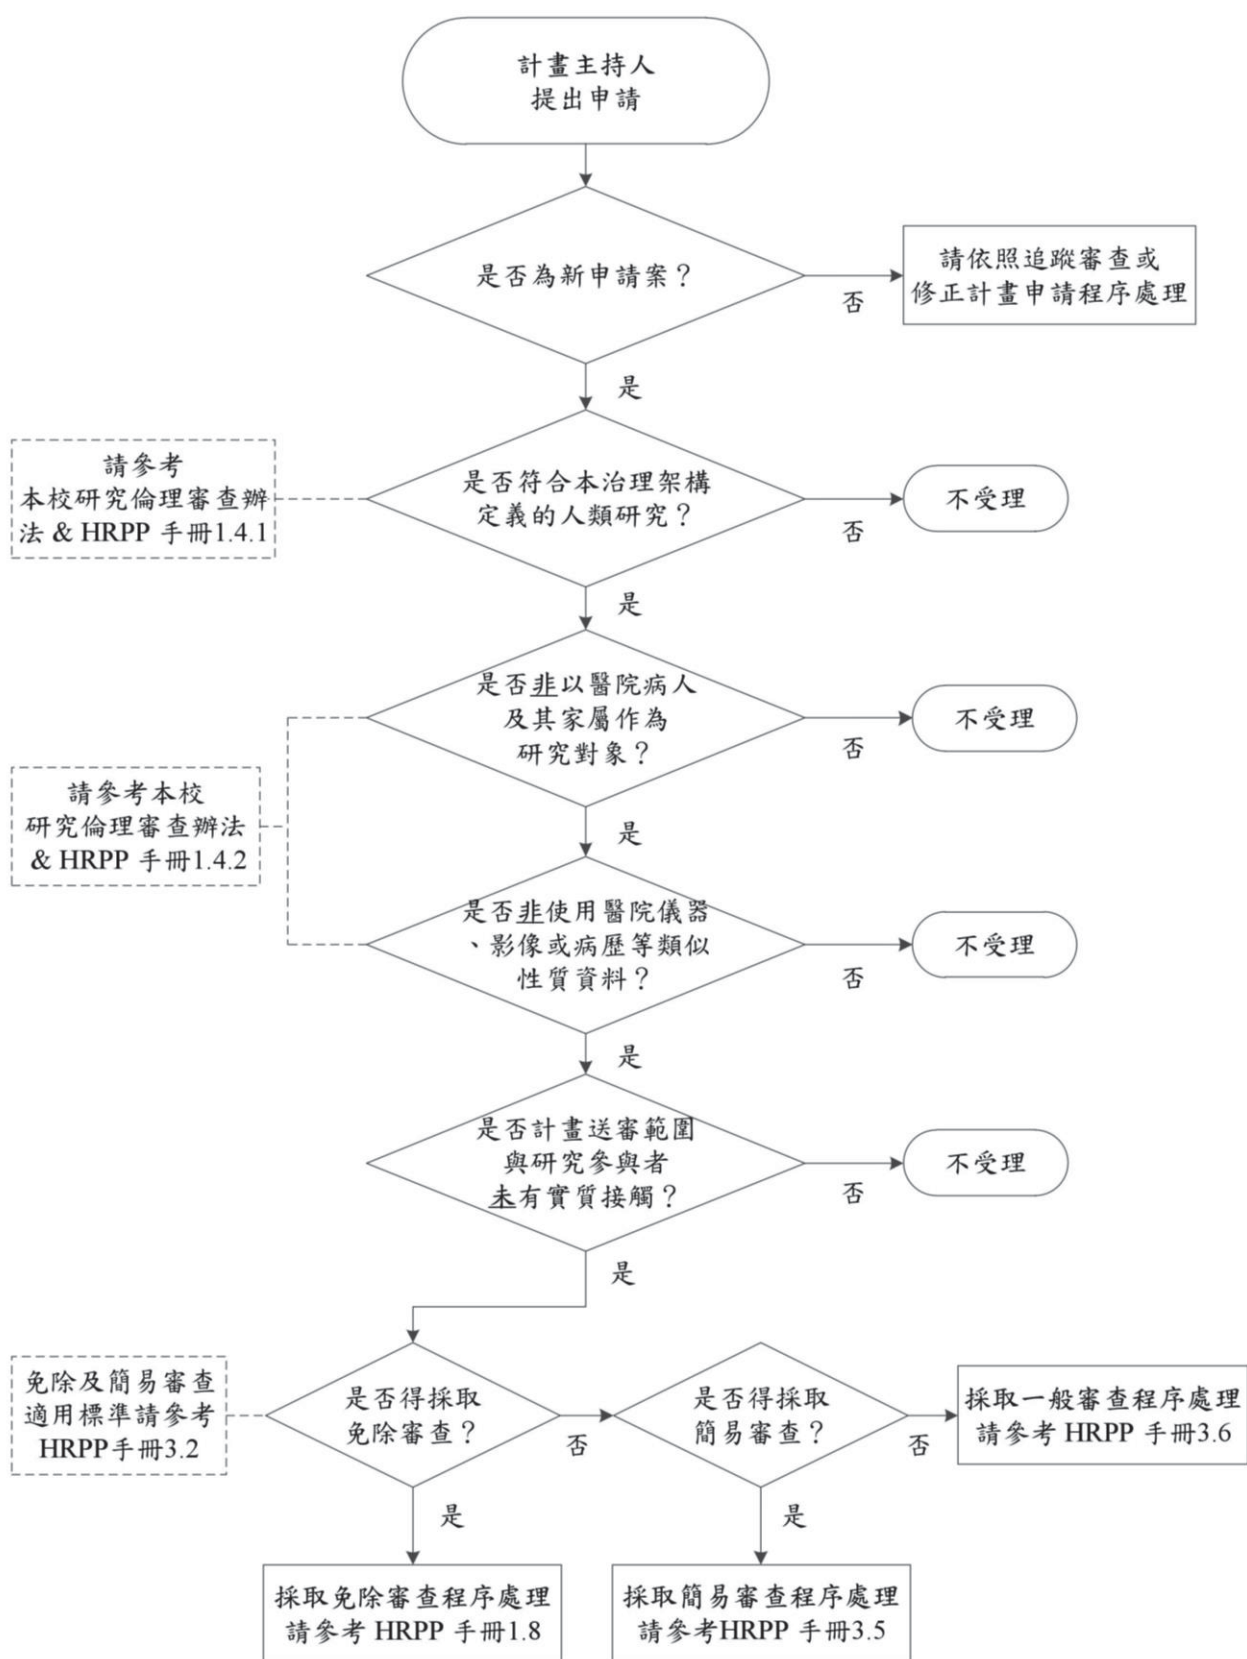 計畫主持人
提出申請
是否為新申請案？
否
請依照追蹤審查或
修正計畫申請程序處理
是
請參考
本校研究倫理審查辦
法 & HRPP 手冊1.4.1
是否符合本治理架構
定義的人類研究？
否
不受理
是
是否非以醫院病人
及其家屬作為
研究對象？
否
不受理
請參考本校
研究倫理審查辦法
& HRPP 手冊1.4.2
是
是否非使用醫院儀器
、影像或病歷等類似
性質資料？
否
不受理
是
是否計畫送審範圍
與研究參與者
未有實質接觸？
否
不受理
是
免除及簡易審查
適用標準請參考
HRPP手冊3.2
是否得採取
免除審查？
否
是否得採取
簡易審查？
否
採取一般審查程序處理
請參考 HRPP 手冊3.6
是
是
採取免除審查程序處理
請參考 HRPP 手冊1.8
採取簡易審查程序處理
請參考HRPP 手冊3.5